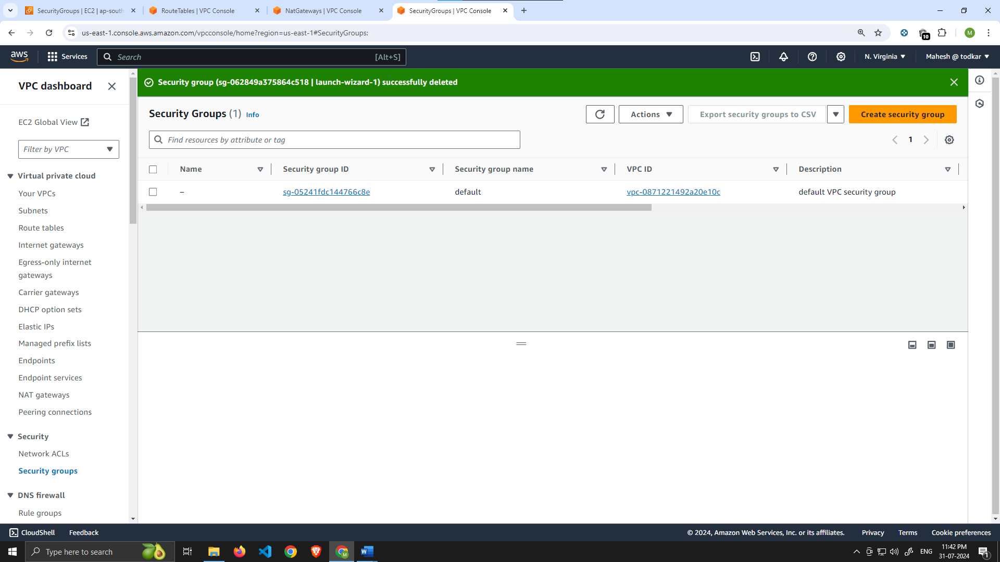 SecurityGroups | EC2 | ap-south
RouteTables | VPC Console
NatGateways | VPC Console
SecurityGroups | VPC Console
us-east-1.console.aws.amazon.com/vpcconsole/home?region=us-east-1#SecurityGroups:
10
M
aws
Services
Search
[Alt+S]
N. Virginia
Mahesh @ todkar
VPC dashboard
EC2 Global View
Filter by VPC
Virtual private cloud
Your VPCs
Subnets
Route tables
Internet gateways
Egress-only internet
gateways
Carrier gateways
DHCP option sets
Elastic IPs
Managed prefix lists
Endpoints
Endpoint services
NAT gateways
Peering connections
Security
Network ACLs
Security groups
DNS firewall
Rule groups
Security group (sg-062849a375864c518 | launch-wizard-1) successfully deleted
Security Groups (1) Info
Actions
Export security groups to CSV
Create security group
Find resources by attribute or tag
1
Name
Security group ID
Security group name
VPC ID
Description
–
sg-05241fdc144766c8e
default
vpc-0871221492a20e10c
default VPC security group
CloudShell
Feedback
© 2024, Amazon Web Services, Inc. or its affiliates.
Privacy
Terms
Cookie preferences
Type here to search
M
W
ENG
11:42 PM
31-07-2024
1